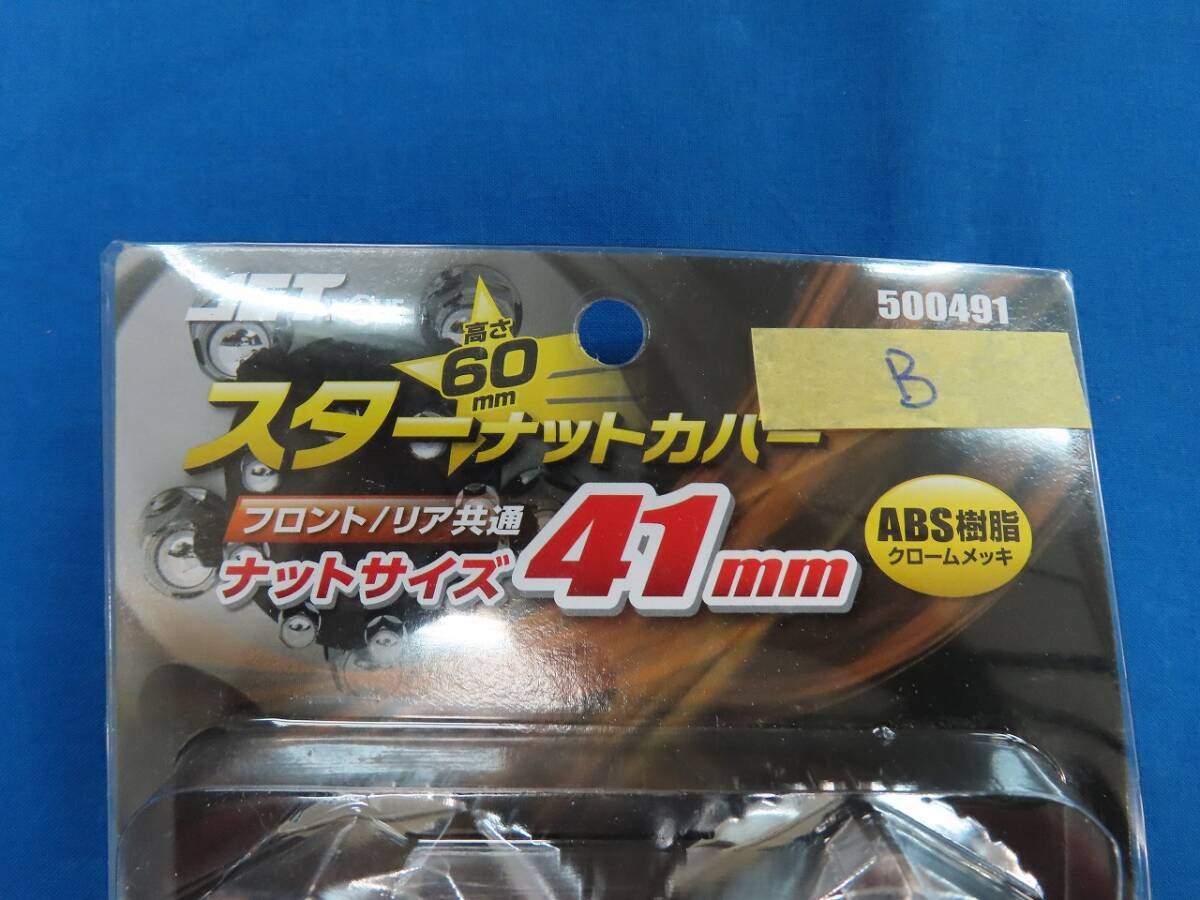 JET
500491
B
高さ
60
mm
スターナットカバー
フロント/リア共通
ナットサイズ 41mm
ABS樹脂
クロームメッキ